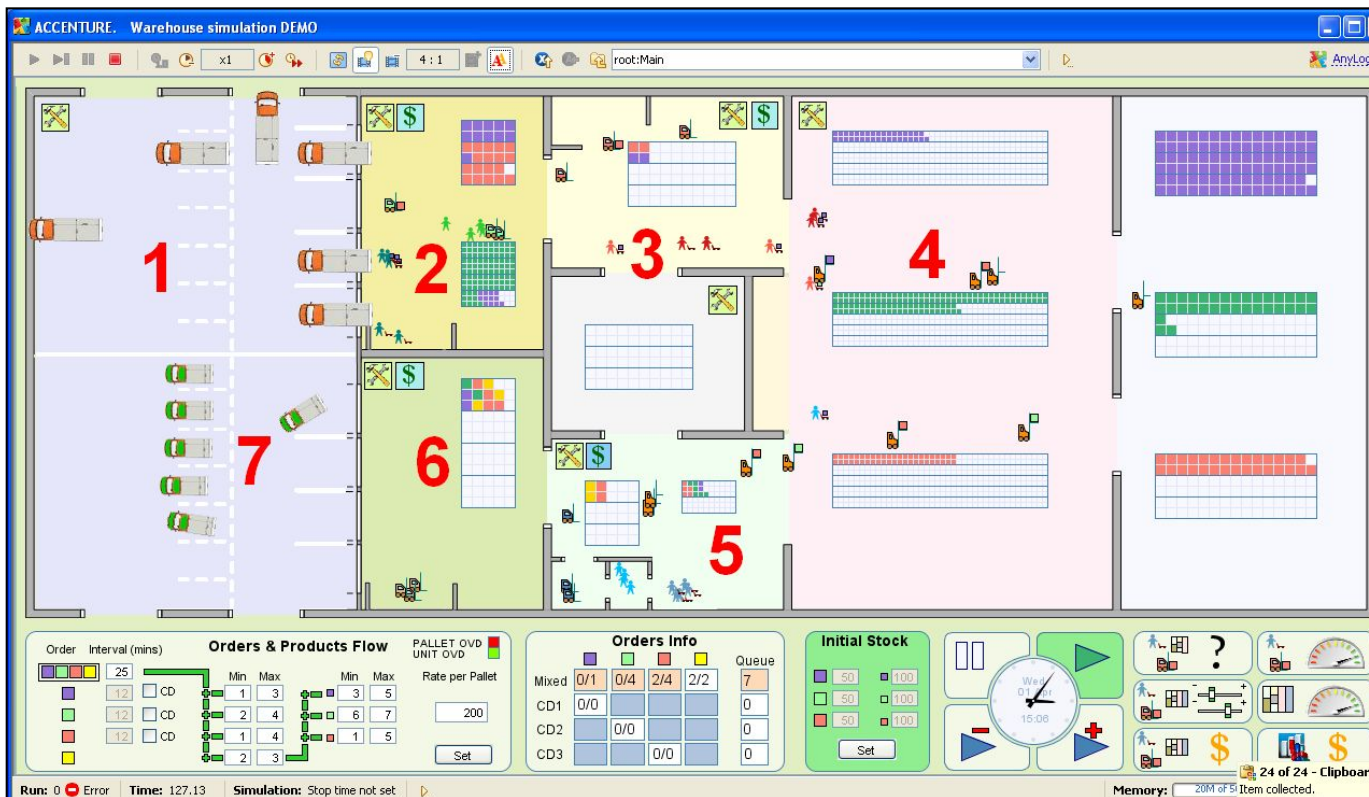 ACCENTURE. Warehouse simulation DEMO
x1
4 : 1
root:Main
AnyLog
$
$
$
$
1
2
3
4
5
6
7
Orders & Products Flow
Order
Interval (mins)
25
12 CD
12 CD
12 CD
Min Max
1 3
2 4
1 4
2 3
Min Max
3 5
6 7
1 5
PALLET OVD
UNIT OVD
Rate per Pallet
200
Set
Orders Info
Queue
Mixed 0/1 0/4 2/4 2/2 7
CD1 0/0 0
CD2 0/0 0
CD3 0/0 0
Initial Stock
50 100
50 100
50 100
Set
Wed
15:06
?
- +
$
$
24 of 24 - Clipboar
Item collected.
Run: 0 Error
Time: 127.13
Simulation: Stop time not set
Memory: 20M of